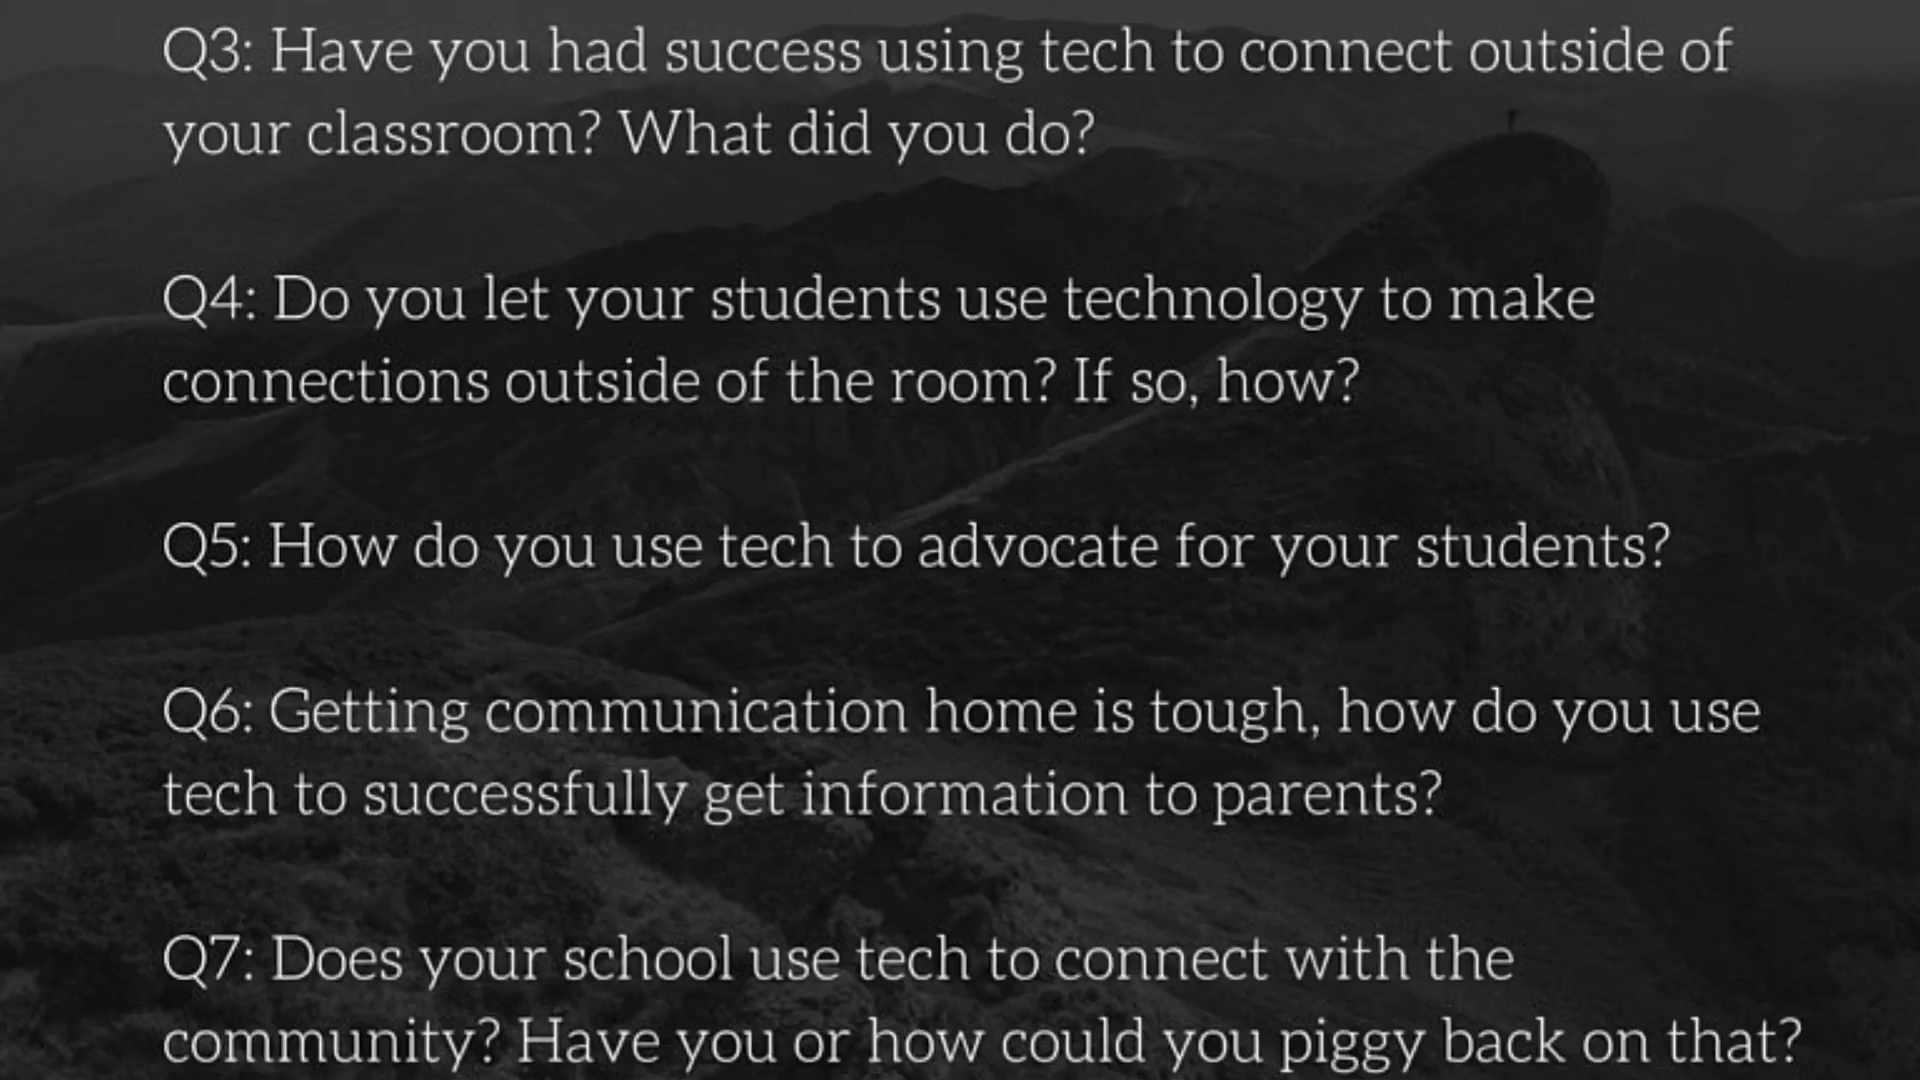 Q3: Have you had success using tech to connect outside of
your classroom? What did you do?
Q4: Do you let your students use technology to make
connections outside of the room? If so, how?
Q5: How do you use tech to advocate for your students?
Q6: Getting communication home is tough, how do you use
tech to successfully get information to parents?
Q7: Does your school use tech to connect with the
community? Have you or how could you piggy back on that?